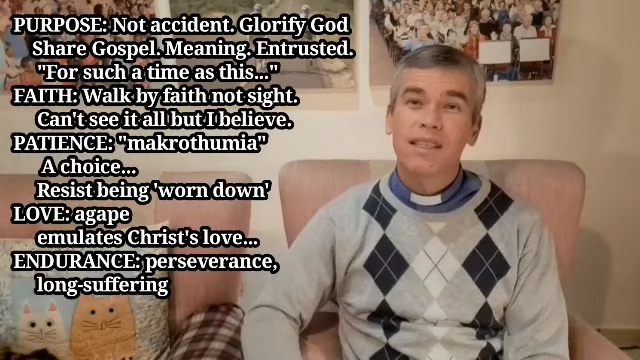 PURPOSE: Not accident. Glorify God
Share Gospel. Meaning. Entrusted.
"For such a time as this..."
FAITH: Walk by faith not sight.
Can't see it all but I believe.
PATIENCE: "makrothumia"
A choice...
Resist being 'worn down'
LOVE: agape
emulates Christ's love...
ENDURANCE: perseverance,
long-suffering